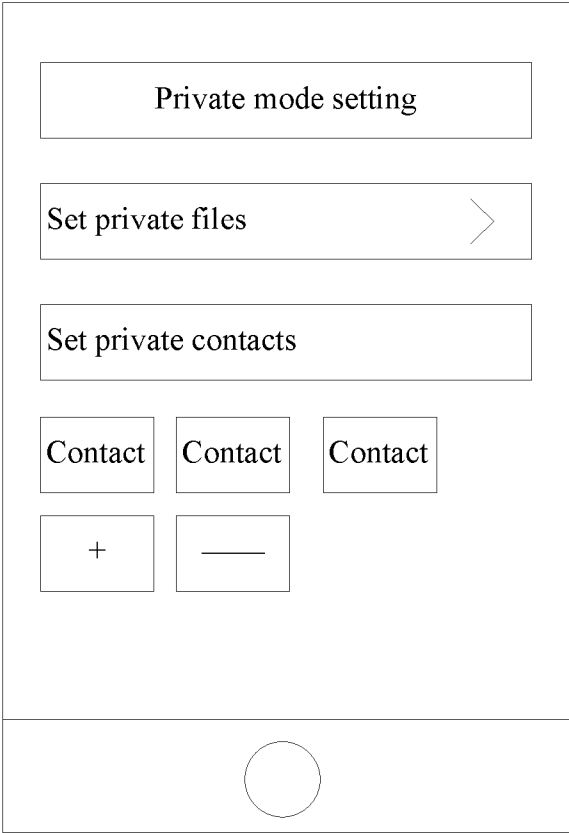 Private mode setting
Set private files
Set private contacts
Contact Contact Contact
+ —